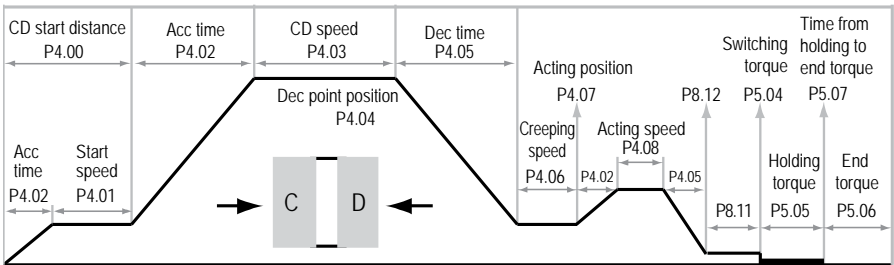 CD start distance
P4.00
Acc time
P4.02
CD speed
P4.03
Dec time
P4.05
Dec point position
P4.04
Acc
time
P4.02
Start
speed
P4.01
C
D
Acting position
P4.07
Creeping
speed
P4.06
P4.02
Acting speed
P4.08
P4.05
P8.12
P8.11
Switching
torque
P5.04
Time from
holding to
end torque
P5.07
Holding
torque
P5.05
End
torque
P5.06